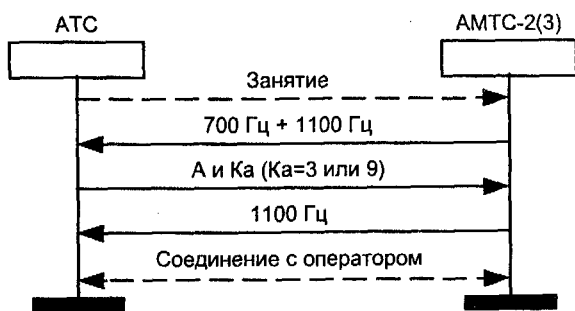 АТС
АМТС-2(3)
Занятие
700 Гц + 1100 Гц
А и Ка (Ка=3 или 9)
1100 Гц
Соединение с оператором